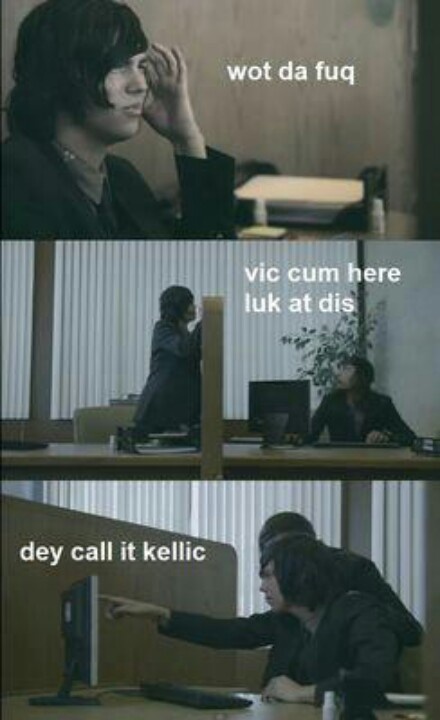 wot da fuq
vic cum here
luk at dis
dey call it kellic